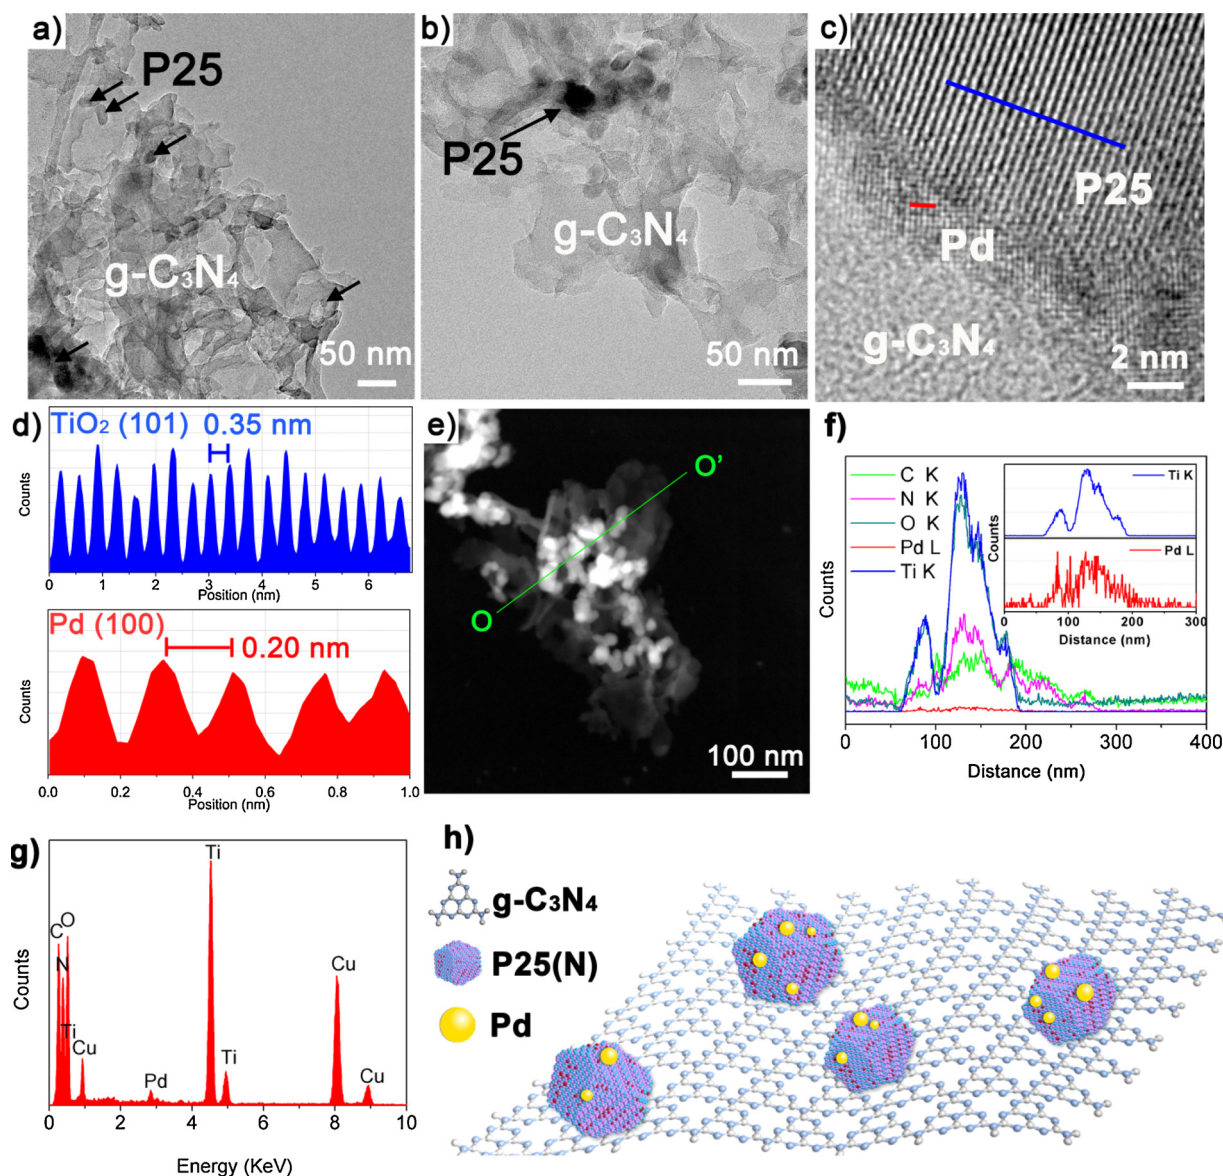 a)
P25
g-C₃N₄
50 nm
b)
P25
g-C₃N₄
50 nm
c)
P25
Pd
g-C₃N₄
2 nm
d)
TiO₂ (101)
0.35 nm
Counts
0 1 2 3 4 5 6
Position (nm)
Pd (100)
0.20 nm
Counts
0.0 0.2 0.4 0.6 0.8 1.0
Position (nm)
e)
O'
O
100 nm
f)
C K
N K
O K
Pd L
Ti K
Counts
0 100 200 300 400
Distance (nm)
Ti K
Pd L
Counts
0 50 100 150 200 300
Distance (nm)
g)
Counts
C
O
N
Ti
Cu
Pd
Ti
Ti
Cu
Cu
0 2 4 6 8 10
Energy (KeV)
h)
g-C₃N₄
P25(N)
Pd